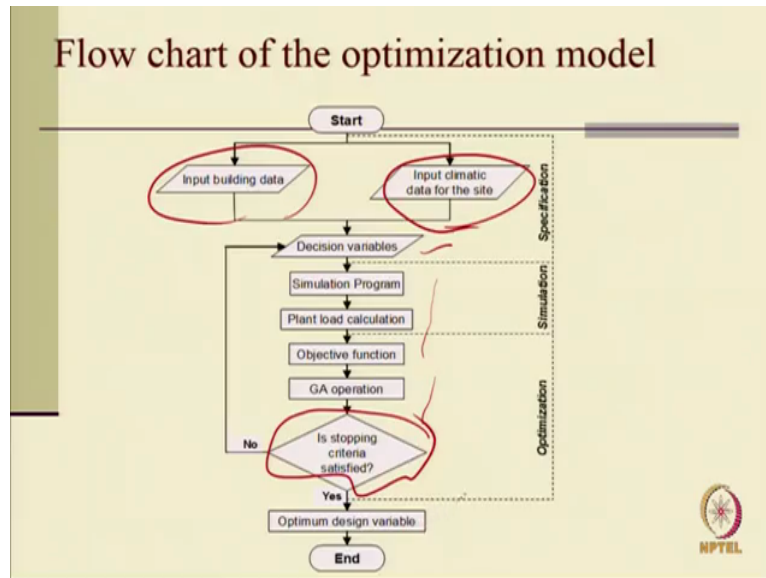 Flow chart of the optimization model
Start
Input building data
Input climatic
data for the site
Specification
Decision variables
Simulation Program
Plant load calculation
Simulation
Objective function
GA operation
Is stopping
criteria
satisfied?
No
Yes
Optimization
Optimum design variable
End
NPTEL